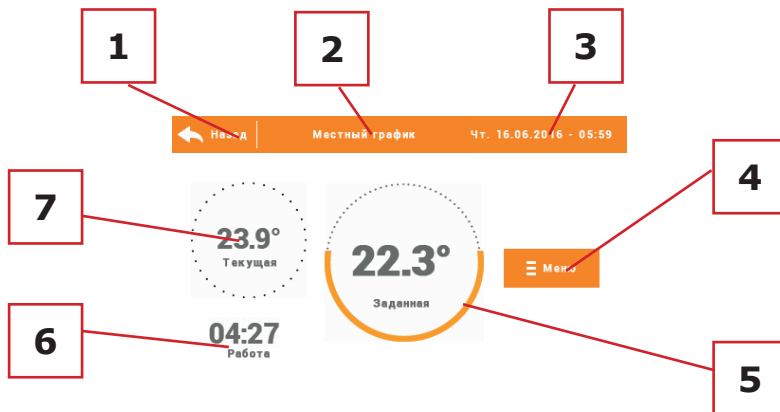 1
2
3
Назад
Местный график
Чт. 16.06.2016 - 05:59
4
7
23.9°
Текущая
22.3°
Заданная
Меню
6
04:27
Работа
5